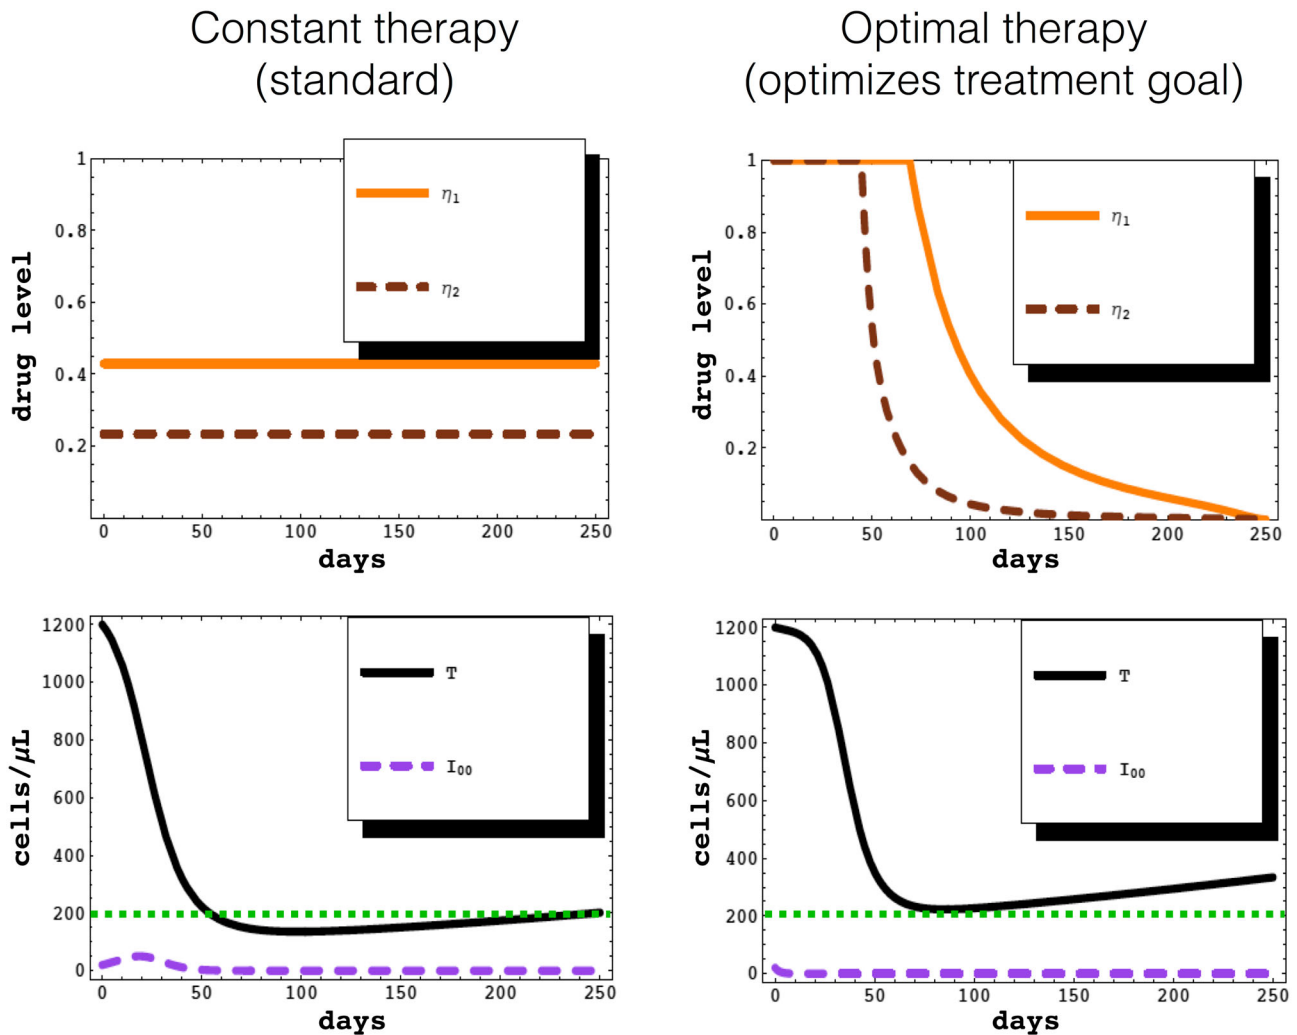 Constant therapy
(standard)
Optimal therapy
(optimizes treatment goal)
1
0.8
0.6
0.4
0.2
drug level
η1
η2
0 50 100 150 200 250
days
1
0.8
0.6
0.4
0.2
drug level
η1
η2
0 50 100 150 200 250
days
1200
1000
800
600
400
200
0
cells/μL
T
I00
0 50 100 150 200 250
days
1200
1000
800
600
400
200
0
cells/μL
T
I00
0 50 100 150 200 250
days